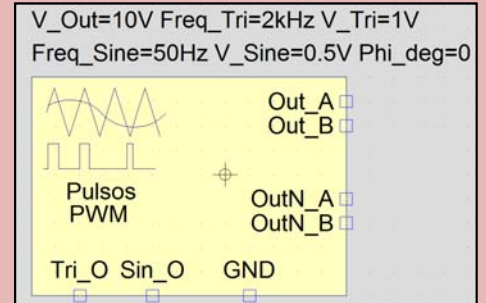 V_Out=10V Freq_Tri=2kHz V_Tri=1V
Freq_Sine=50Hz V_Sine=0.5V Phi_deg=0
Out_A
Out_B
Pulsos
PWM
OutN_A
OutN_B
Tri_O Sin_O GND